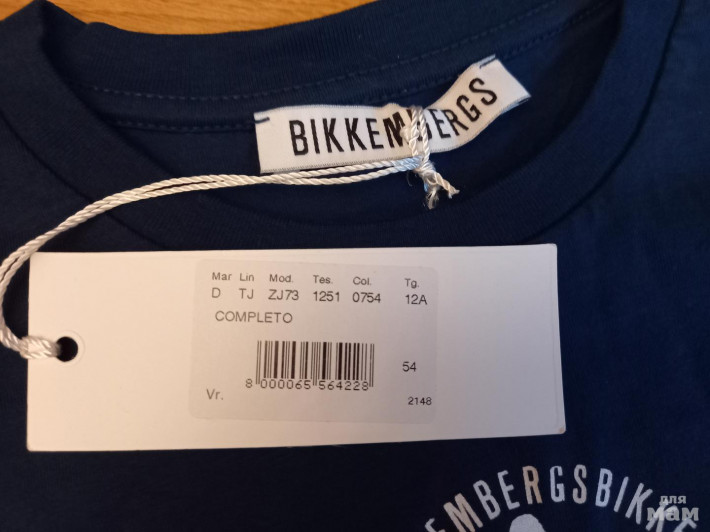 BIKKEMBERGS
Mar Lin Mod. Tes. Col. Tg.
D TJ ZJ73 1251 0754 12A
COMPLETO
54
8 000065 564228
Vr.
2148
EMBERGSBIKKE
для
мам